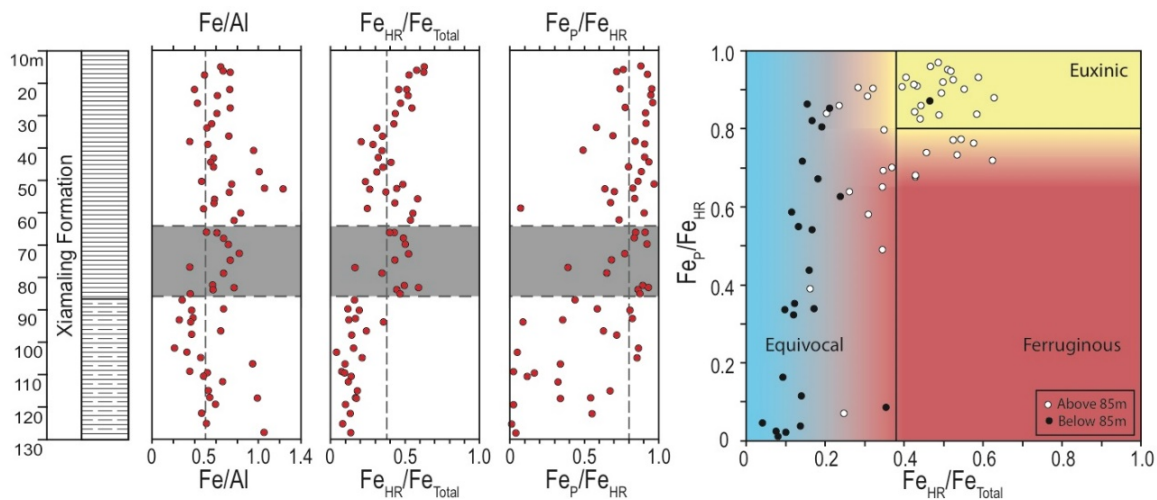 Fe/Al
FeHR/FeTotal
FeP/FeHR
10m
20
30
40
50
60
70
80
90
100
110
120
130
Xiamaling Formation
0
0.5
1.0
1.4
Fe/Al
0
0.5
1.0
FeHR/FeTotal
0
0.5
1.0
FeP/FeHR
1.0
0.8
0.6
0.4
0.2
0
FeP/FeHR
Euxinic
Equivocal
Ferruginous
Above 85m
Below 85m
0
0.2
0.4
0.6
0.8
1.0
FeHR/FeTotal